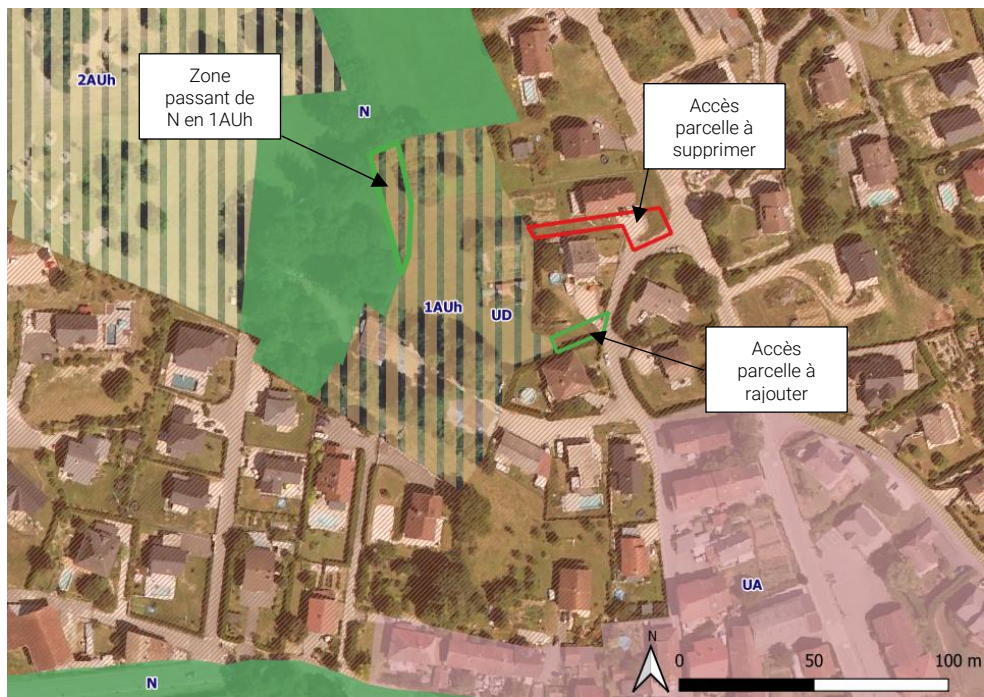 2AUh
Zone
passant de
N en 1AUh
N
Accès
parcelle à
supprimer
1AUh
UD
Accès
parcelle à
rajouter
UA
N
N
0
50
100 m